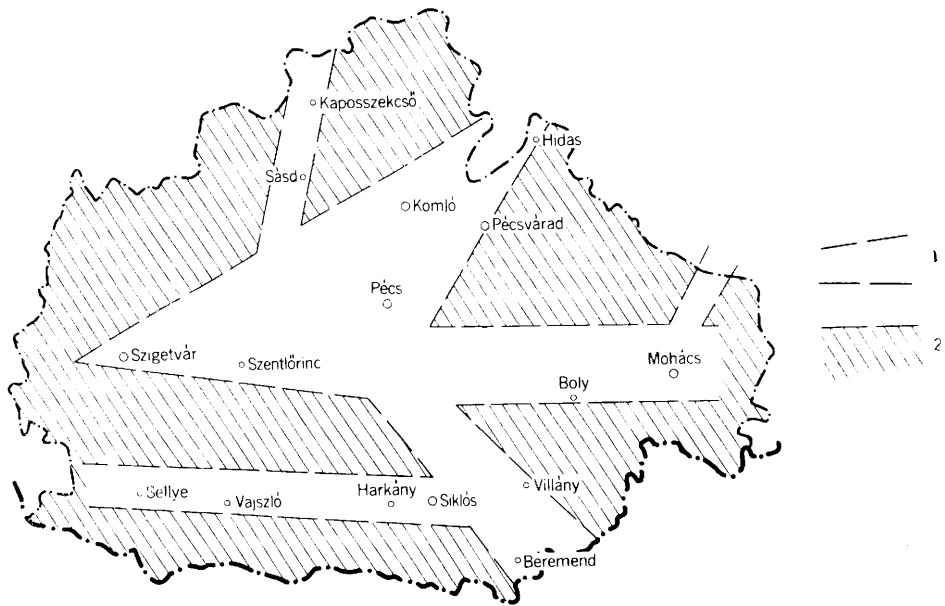 Kaposszekcső
Hidas
Sásd
Komló
Pécsvárad
1
Pécs
2
Szigetvár
Szentlőrinc
Mohács
Boly
Sellye
Vajszló
Harkány
Siklós
Villány
Beremend